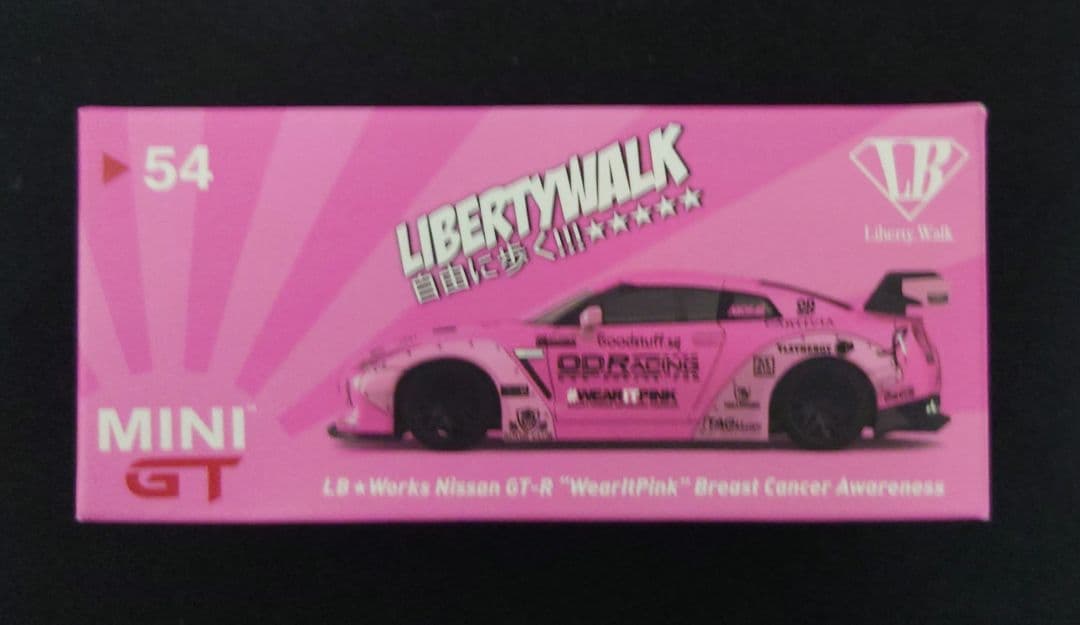 54
LIBERTYWALK
自由に歩く!!!★★★★★
LB
Liberty Walk
Goodstuff.sg
ODRACING
#WEARITPINK
MINI
GT
LB★Works Nissan GT-R "WearItPink" Breast Cancer Awareness